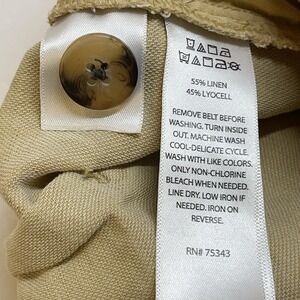 55% LINEN
45% LYOCELL
REMOVE BELT BEFORE
WASHING. TURN INSIDE
OUT. MACHINE WASH
COOL-DELICATE CYCLE.
WASH WITH LIKE COLORS.
ONLY NON-CHLORINE
BLEACH WHEN NEEDED.
LINE DRY. LOW IRON IF
NEEDED. IRON ON
REVERSE.
RN# 75343